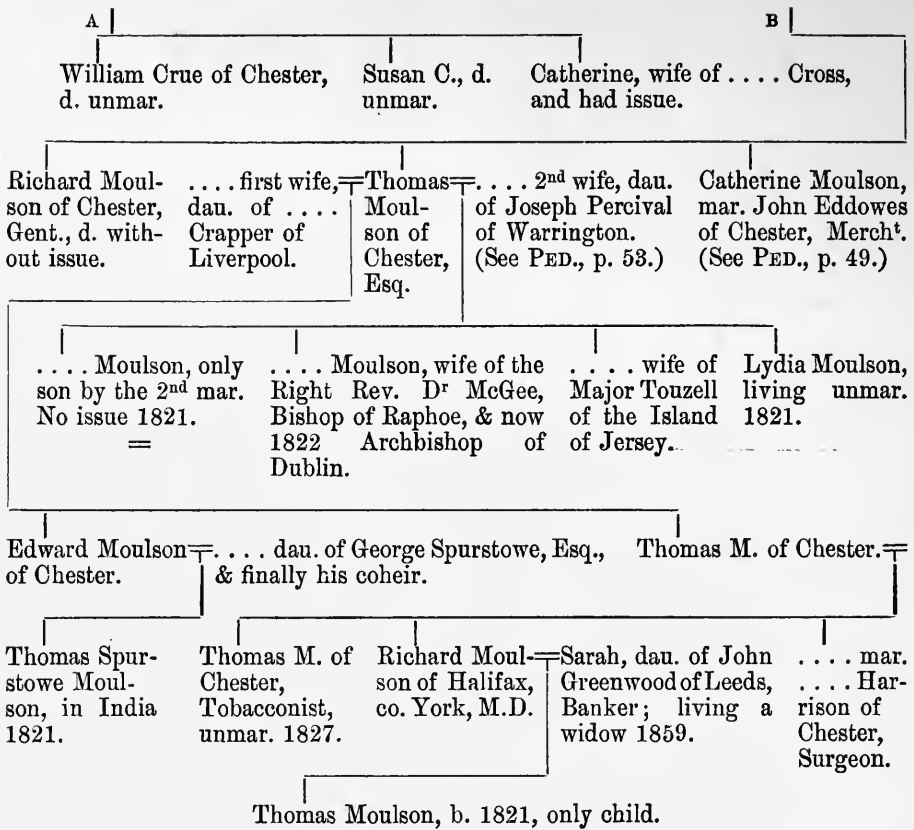 A
B
William Crue of Chester,
d. unmar.
Susan C., d.
unmar.
Catherine, wife of .... Cross,
and had issue.
Richard Moul-
son of Chester,
Gent., d. with-
out issue.
.... first wife,
dau. of ....
Crapper of
Liverpool.
Thomas
Moul-
son of
Chester,
Esq.
.... 2nd wife, dau.
of Joseph Percival
of Warrington.
(See PED., p. 53.)
Catherine Moulson,
mar. John Eddowes
of Chester, Mercht.
(See PED., p. 49.)
.... Moulson, only
son by the 2nd mar.
No issue 1821.
=
.... Moulson, wife of the
Right Rev. Dr McGee,
Bishop of Raphoe, & now
1822 Archbishop of
Dublin.
.... wife of
Major Touzell
of the Island
of Jersey.
Lydia Moulson,
living unmar.
1821.
Edward Moulson
of Chester.
.... dau. of George Spurstowe, Esq.,
& finally his coheir.
Thomas M. of Chester.
Thomas Spur-
stowe Moul-
son, in India
1821.
Thomas M. of
Chester,
Tobacconist,
unmar. 1827.
Richard Moul-
son of Halifax,
co. York, M.D.
Sarah, dau. of John
Greenwood of Leeds,
Banker; living a
widow 1859.
.... mar.
.... Har-
rison of
Chester,
Surgeon.
Thomas Moulson, b. 1821, only child.